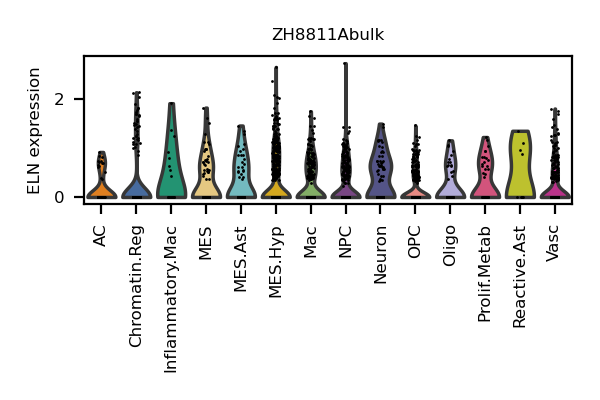 ZH8811Abulk
ELN expression
2
0
AC
Chromatin.Reg
Inflammatory.Mac
MES
MES.Ast
MES.Hyp
Mac
NPC
Neuron
OPC
Oligo
Prolif.Metab
Reactive.Ast
Vasc